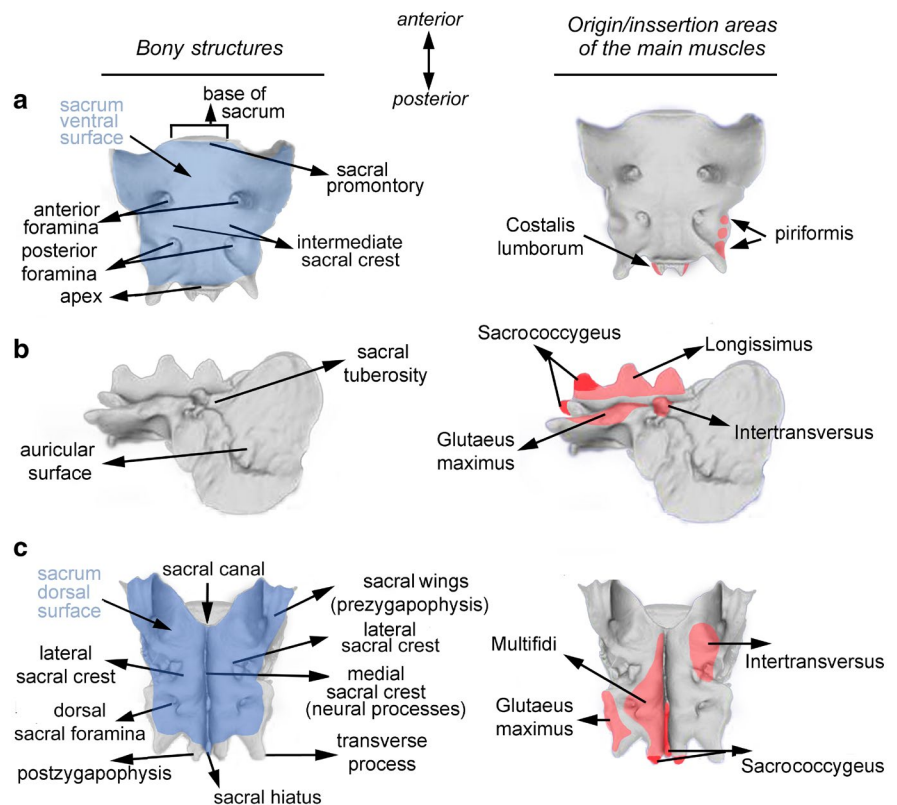 Bony structures
anterior
posterior
Origin/inssertion areas
of the main muscles
a
sacrum
ventral
surface
base of
sacrum
sacral
promontory
anterior
foramina
posterior
foramina
intermediate
sacral crest
apex
Costalis
lumborum
piriformis
b
sacral
tuberosity
auricular
surface
Sacrococcygeus
Longissimus
Glutaeus
maximus
Intertransversus
c
sacrum
dorsal
surface
sacral canal
sacral wings
(prezygapophysis)
lateral
sacral crest
lateral
sacral crest
medial
sacral crest
(neural processes)
dorsal
sacral foramina
transverse
process
postzygapophysis
sacral hiatus
Multifidi
Intertransversus
Glutaeus
maximus
Sacrococcygeus